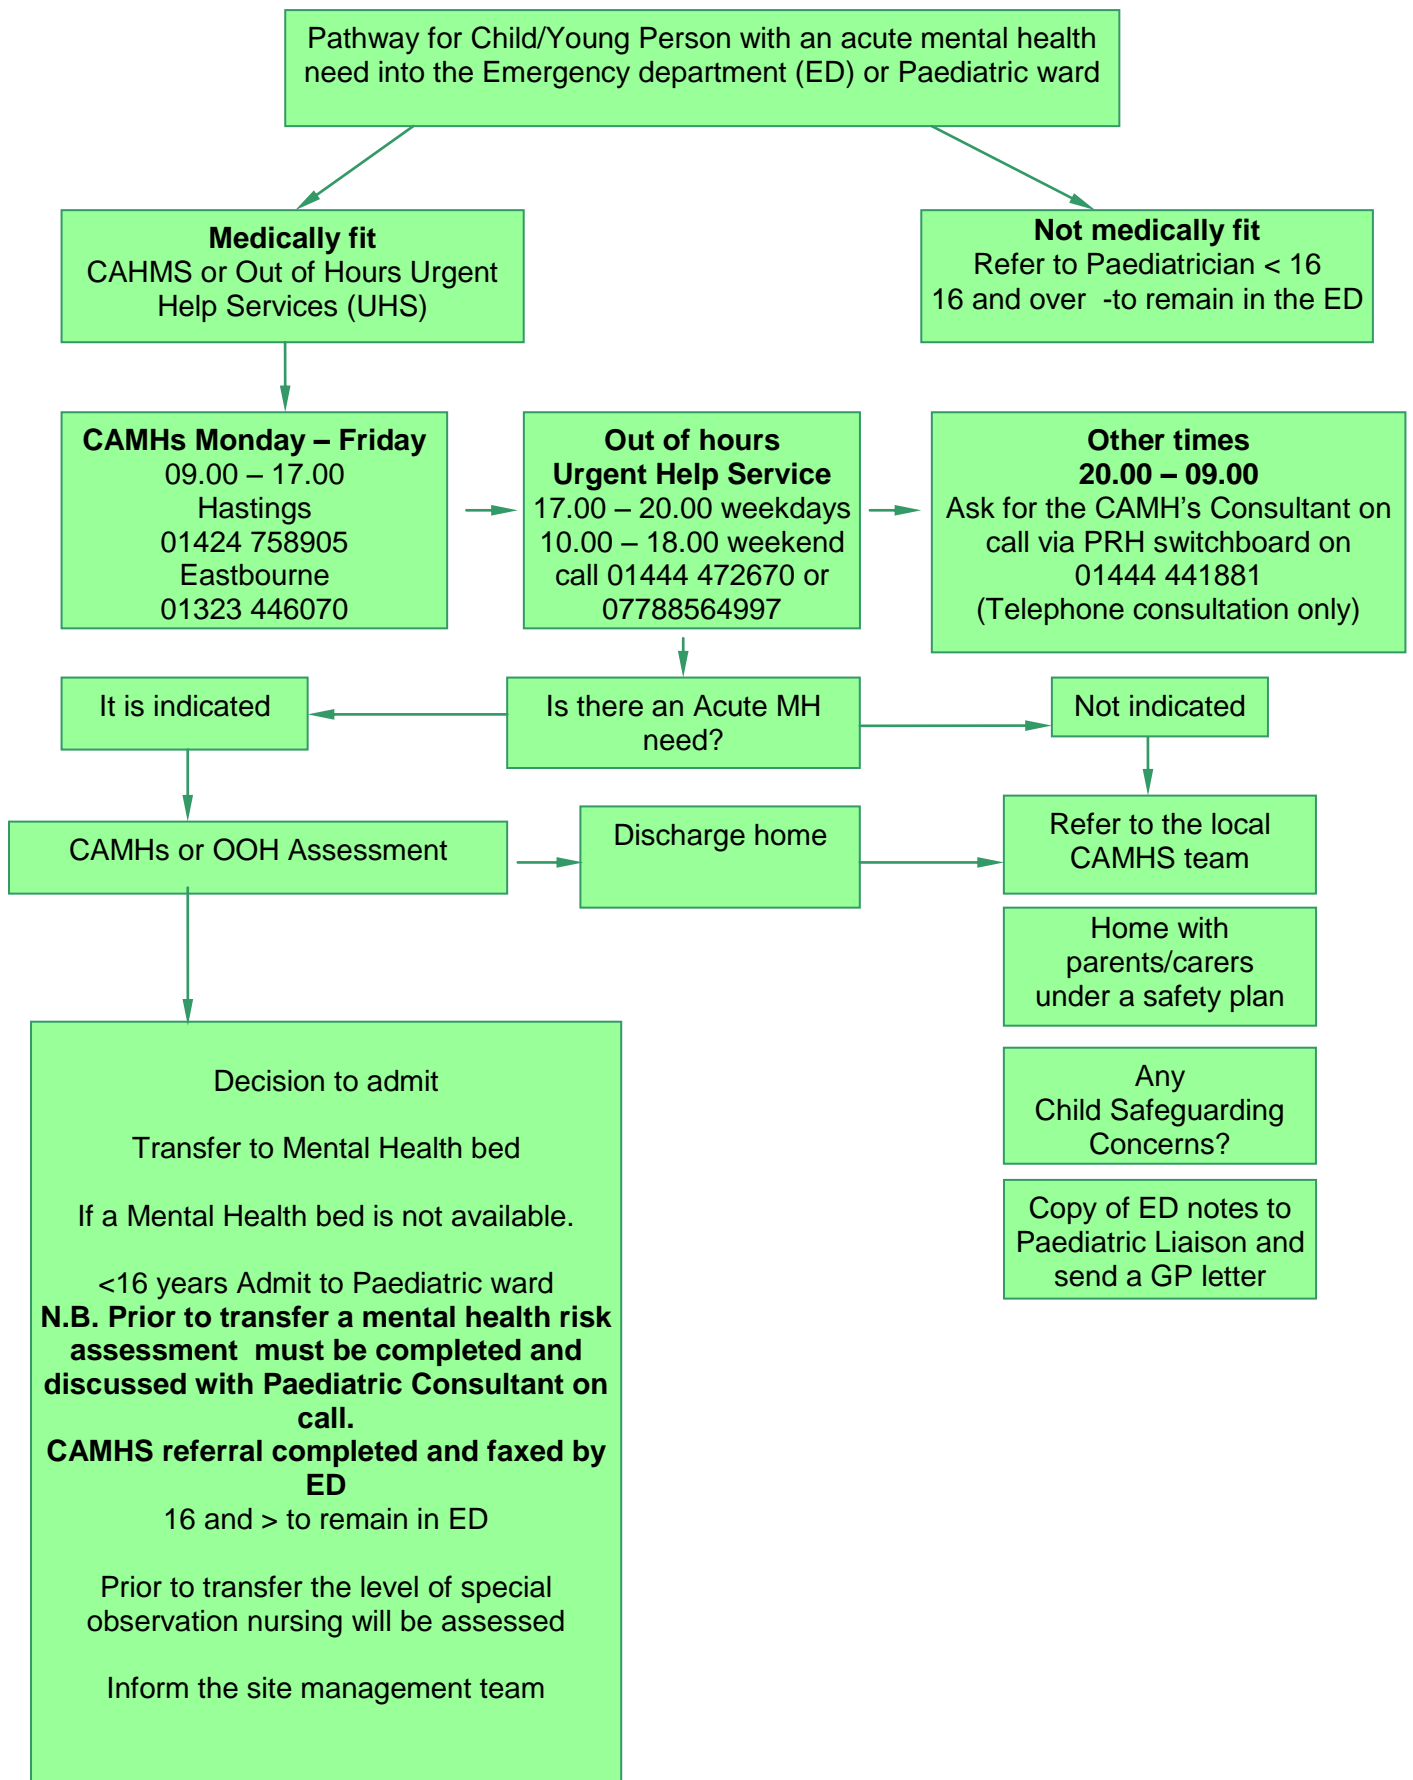 Pathway for Child/Young Person with an acute mental health
need into the Emergency department (ED) or Paediatric ward
Medically fit
CAHMS or Out of Hours Urgent
Help Services (UHS)
Not medically fit
Refer to Paediatrician < 16
16 and over  -to remain in the ED
CAMHs Monday – Friday
09.00 – 17.00
Hastings
01424 758905
Eastbourne
01323 446070
Out of hours
Urgent Help Service
17.00 – 20.00 weekdays
10.00 – 18.00 weekend
call 01444 472670 or
07788564997
Other times
20.00 – 09.00
Ask for the CAMH's Consultant on
call via PRH switchboard on
01444 441881
(Telephone consultation only)
It is indicated
Is there an Acute MH
need?
Not indicated
CAMHs or OOH Assessment
Discharge home
Refer to the local
CAMHS team
Home with
parents/carers
under a safety plan
Any
Child Safeguarding
Concerns?
Copy of ED notes to
Paediatric Liaison and
send a GP letter
Decision to admit
Transfer to Mental Health bed
If a Mental Health bed is not available.
<16 years Admit to Paediatric ward
N.B. Prior to transfer a mental health risk
assessment  must be completed and
discussed with Paediatric Consultant on
call.
CAMHS referral completed and faxed by
ED
16 and > to remain in ED
Prior to transfer the level of special
observation nursing will be assessed
Inform the site management team